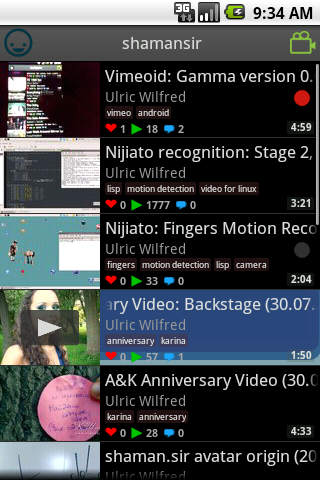 3G
9:34 AM
shamansir
Vimeoid: Gamma version 0.
Ulric Wilfred
vimeo android
1 18 2 4:59
Nijiato recognition: Stage 2,
Ulric Wilfred
lisp motion detection video for linux
0 1777 0 3:21
Nijiato: Fingers Motion Reco
Ulric Wilfred
fingers motion detection lisp camera
0 33 0 2:04
ary Video: Backstage (30.07.
Ulric Wilfred
anniversary karina
0 57 1 1:50
A&K Anniversary Video (30.0
Ulric Wilfred
karina anniversary
0 28 0 4:33
shaman.sir avatar origin (20